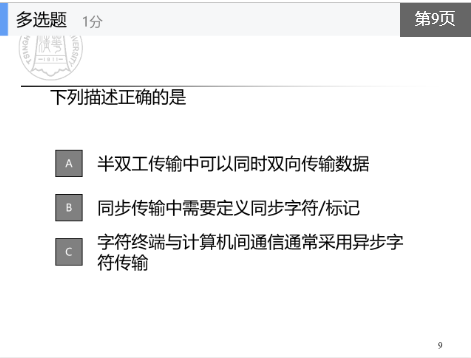 多选题 1分
第9页
下列描述正确的是
A 半双工传输中可以同时双向传输数据
B 同步传输中需要定义同步字符/标记
C 字符终端与计算机间通信通常采用异步字
符传输
9